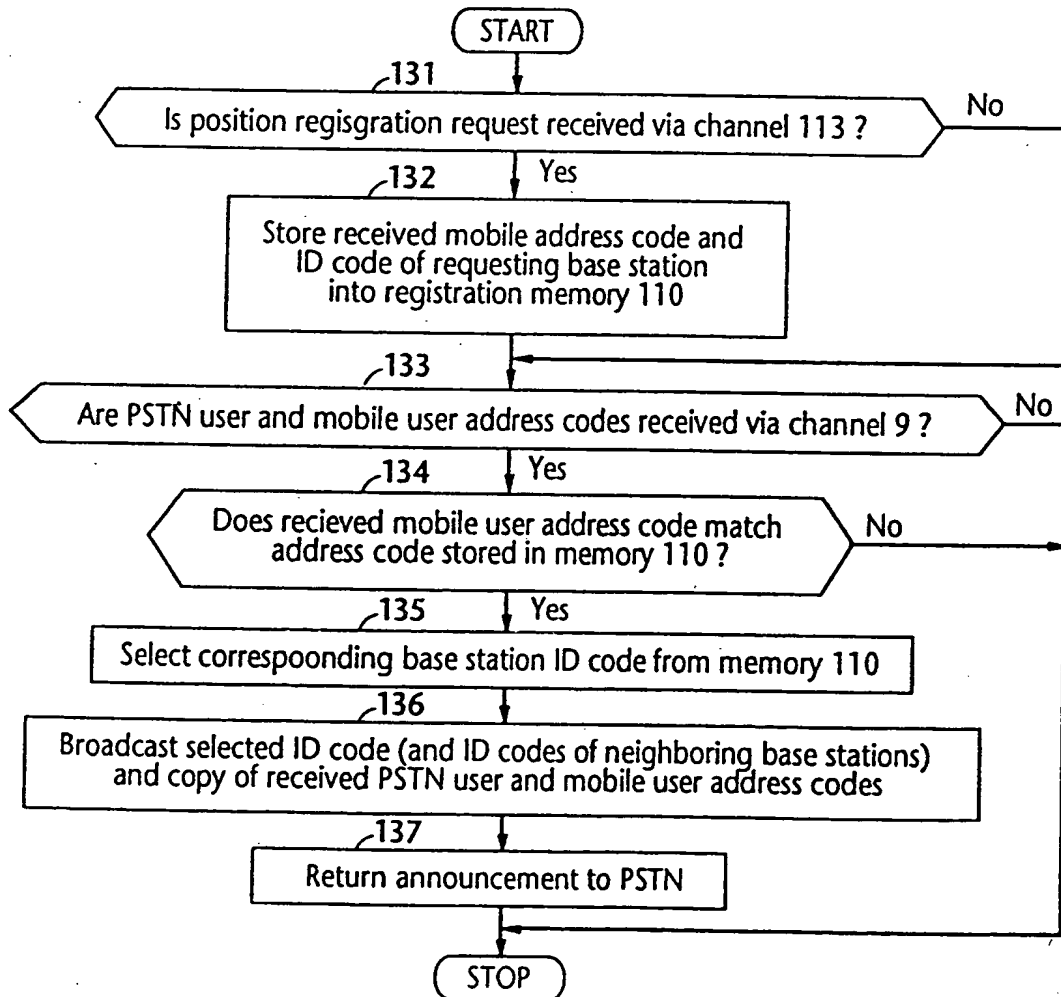 START
131
Is position regisgration request received via channel 113 ?
No
Yes
132
Store received mobile address code and
ID code of requesting base station
into registration memory 110
133
Are PSTN user and mobile user address codes received via channel 9 ?
No
Yes
134
Does recieved mobile user address code match
address code stored in memory 110 ?
No
Yes
135
Select correspoonding base station ID code from memory 110
136
Broadcast selected ID code (and ID codes of neighboring base stations)
and copy of received PSTN user and mobile user address codes
137
Return announcement to PSTN
STOP